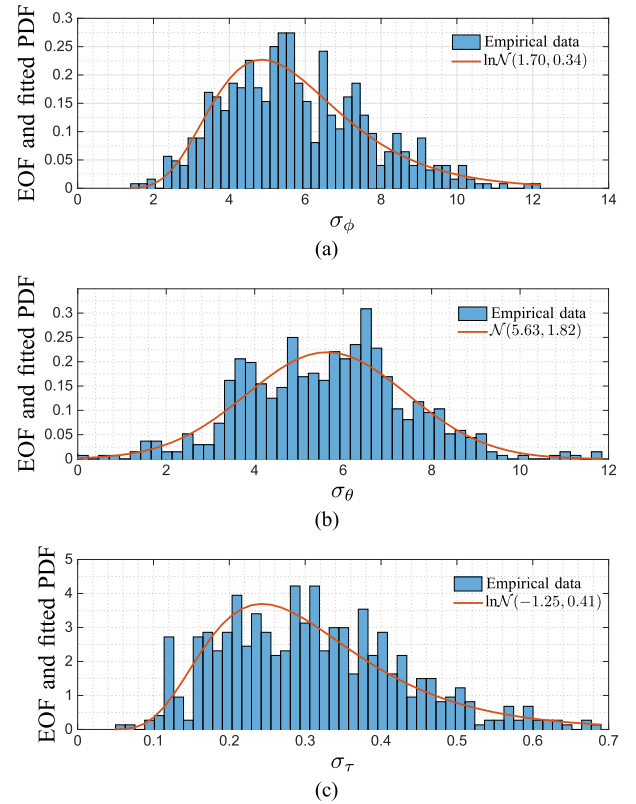 EOF and fitted PDF
0.3
0.25
0.2
0.15
0.1
0.05
0
Empirical data
ln𝒩(1.70, 0.34)
0 2 4 6 8 10 12 14
σ_ϕ
(a)
EOF and fitted PDF
0.3
0.25
0.2
0.15
0.1
0.05
0
Empirical data
𝒩(5.63, 1.82)
0 2 4 6 8 10 12
σ_θ
(b)
EOF and fitted PDF
5
4
3
2
1
0
Empirical data
ln𝒩(−1.25, 0.41)
0 0.1 0.2 0.3 0.4 0.5 0.6 0.7
σ_τ
(c)